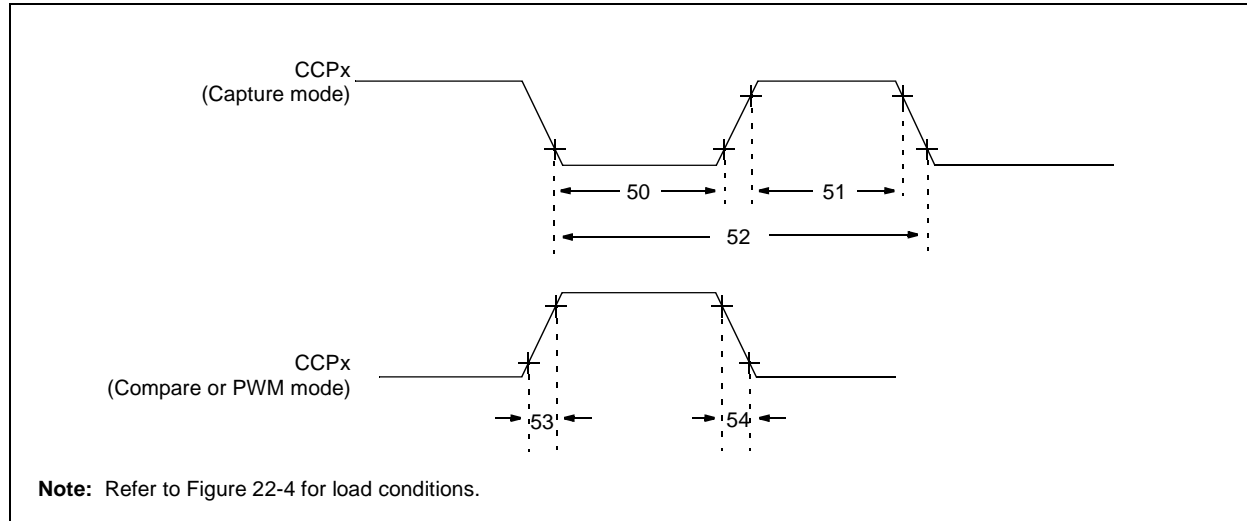 CCPx
(Capture mode)
50
51
52
CCPx
(Compare or PWM mode)
53
54
Note: Refer to Figure 22-4 for load conditions.